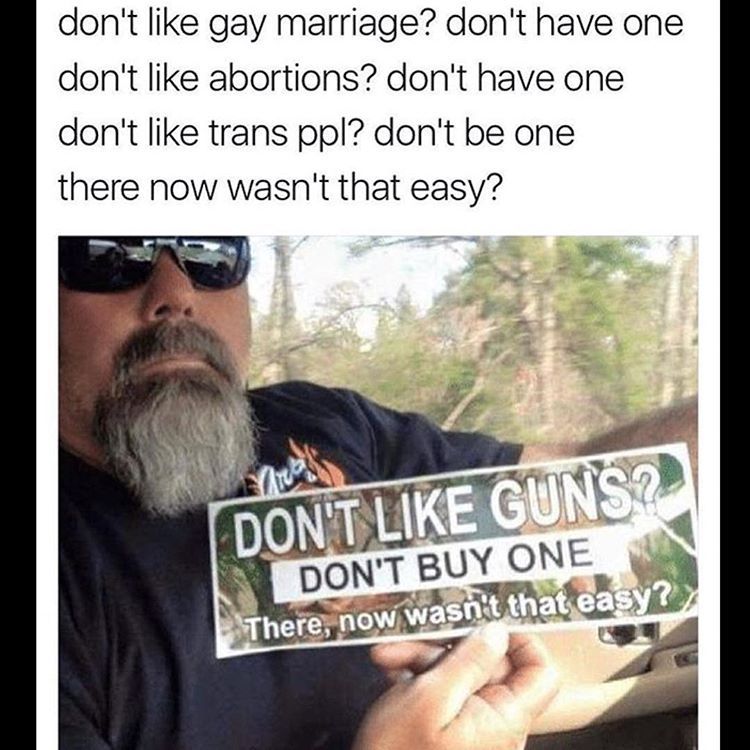 don't like gay marriage? don't have one
don't like abortions? don't have one
don't like trans ppl? don't be one
there now wasn't that easy?
DON'T LIKE GUNS?
DON'T BUY ONE
There, now wasn't that easy?